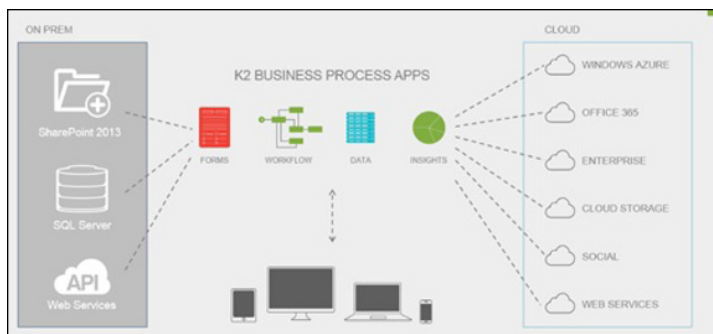 ON PREM
SharePoint 2013
SQL Server
API
Web Services
K2 BUSINESS PROCESS APPS
FORMS
WORKFLOW
DATA
INSIGHTS
CLOUD
WINDOWS AZURE
OFFICE 365
ENTERPRISE
CLOUD STORAGE
SOCIAL
WEB SERVICES